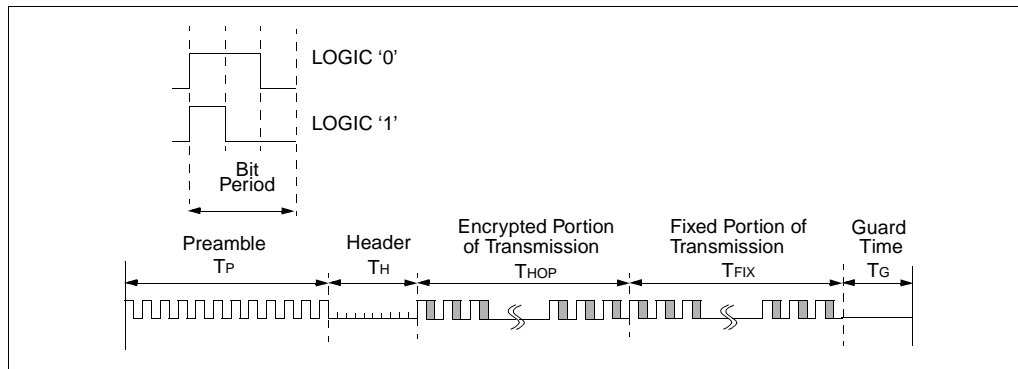 LOGIC ‘0’
LOGIC ‘1’
Bit
Period
Preamble
TP
Header
TH
Encrypted Portion
of Transmission
THOP
Fixed Portion of
Transmission
TFIX
Guard
Time
TG